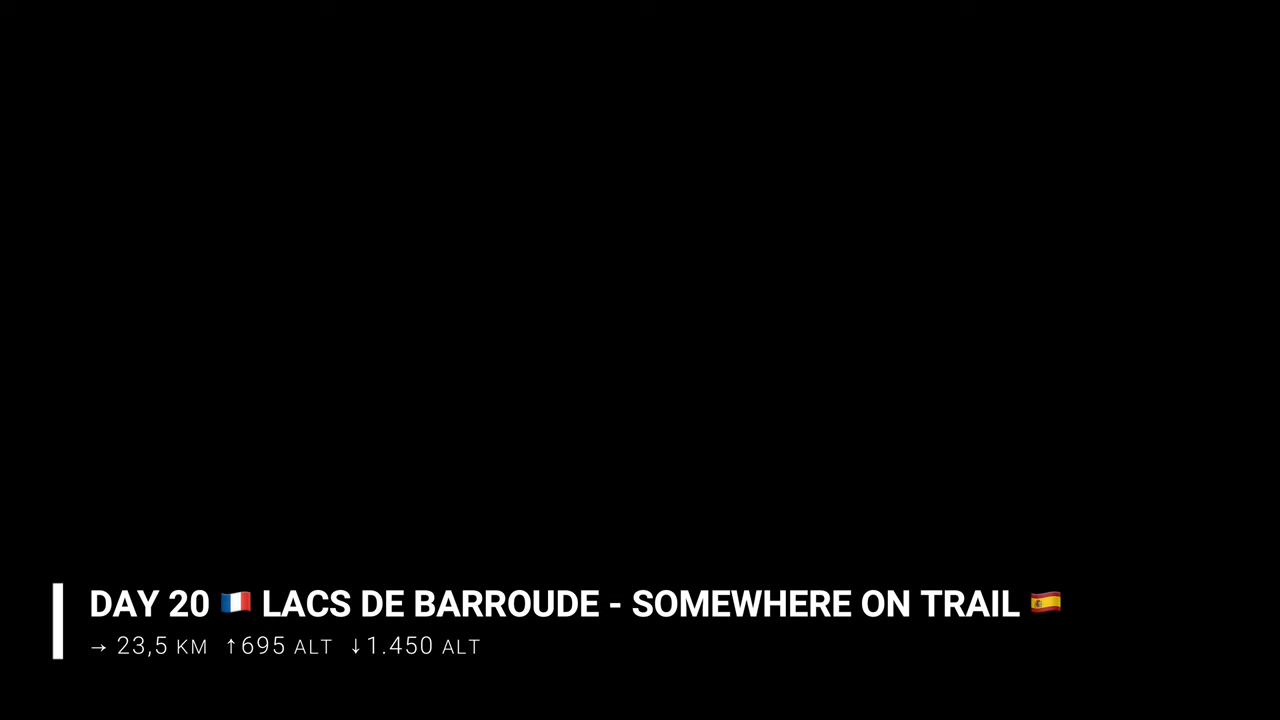 DAY 20 🇫🇷 LACS DE BARROUDE - SOMEWHERE ON TRAIL 🇪🇸
→ 23,5 KM ↑695 ALT ↓1.450 ALT